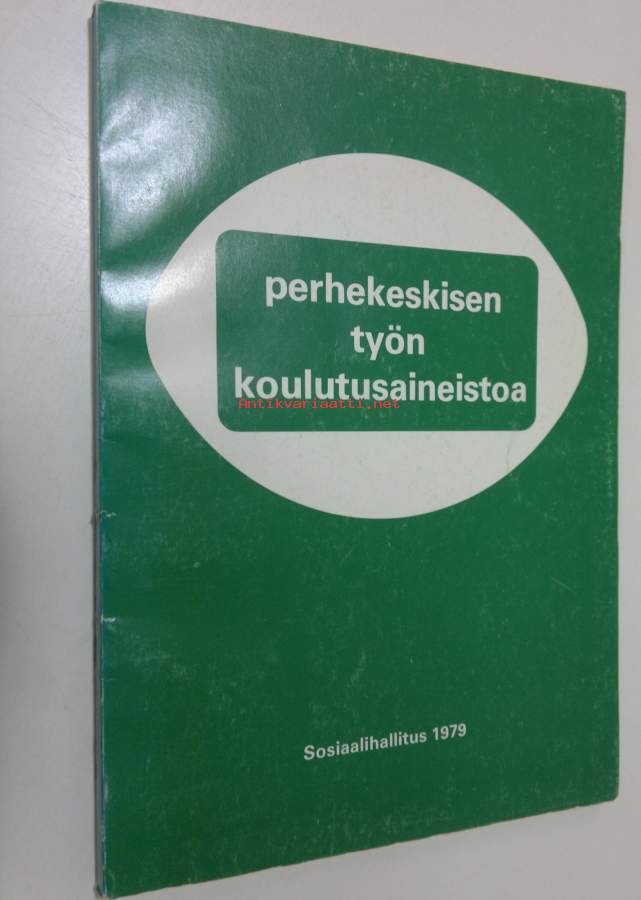 perhekeskisen
työn
koulutusaineistoa
Antikvariaatti.net
Sosiaalihallitus 1979